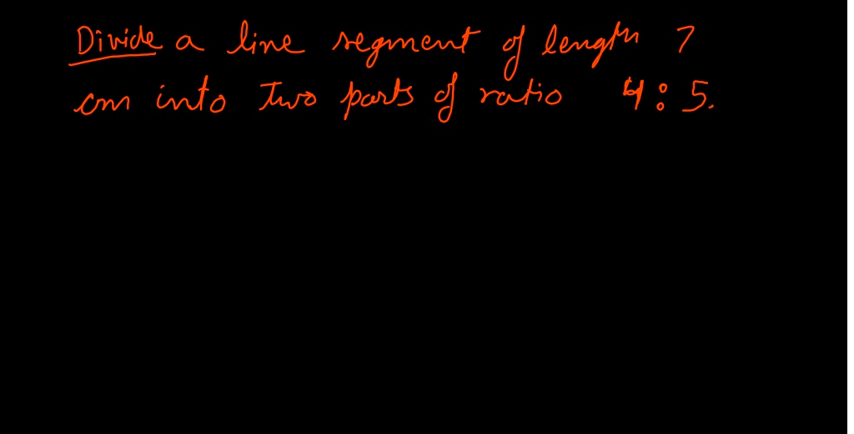 Divide a line segment of length 7
cm into two parts of ratio 4:5.